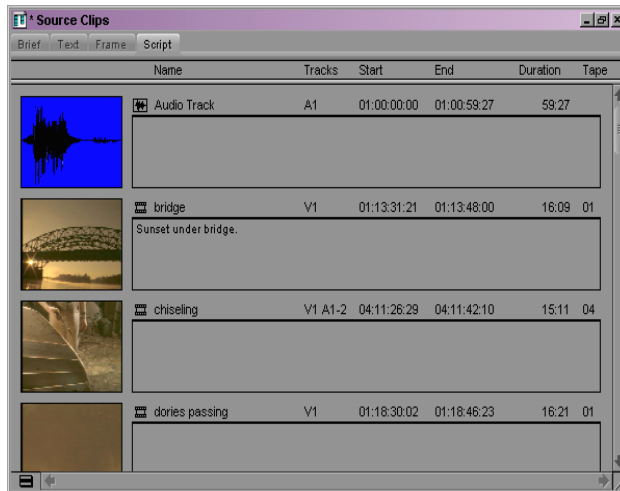 * Source Clips
Brief Text Frame Script
Name Tracks Start End Duration Tape
Audio Track A1 01:00:00:00 01:00:59:27 59:27
bridge V1 01:13:31:21 01:13:48:00 16:09 01
Sunset under bridge.
chiseling V1 A1-2 04:11:26:29 04:11:42:10 15:11 04
dories passing V1 01:18:30:02 01:18:46:23 16:21 01